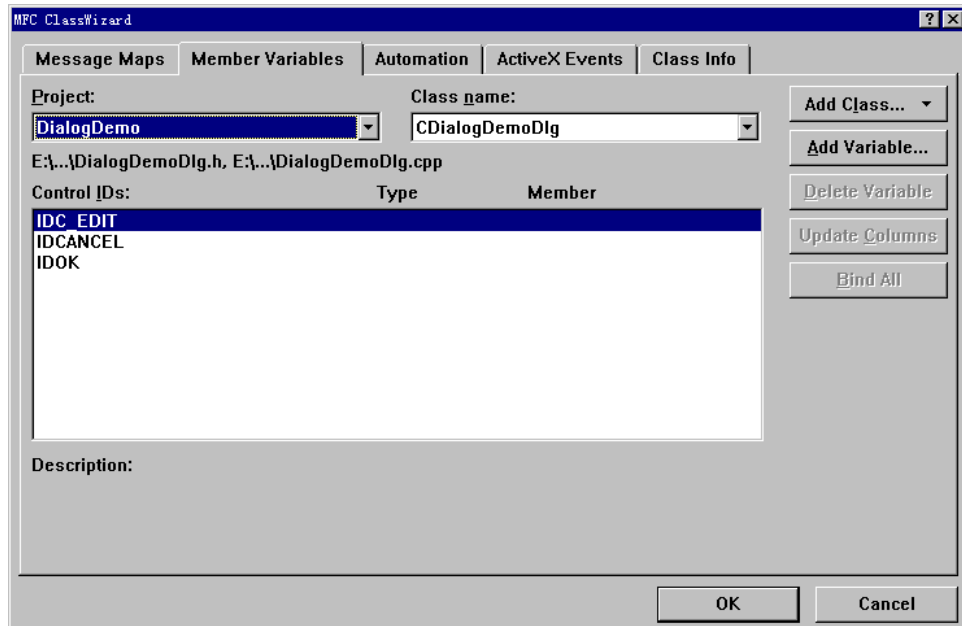 MFC ClassWizard
Message Maps Member Variables Automation ActiveX Events Class Info
Project: Class name:
DialogDemo CDialogDemoDlg
E:\...\DialogDemoDlg.h, E:\...\DialogDemoDlg.cpp
Control IDs: Type Member
IDC_EDIT
IDCANCEL
IDOK
Add Class...
Add Variable...
Delete Variable
Update Columns
Bind All
Description:
OK Cancel